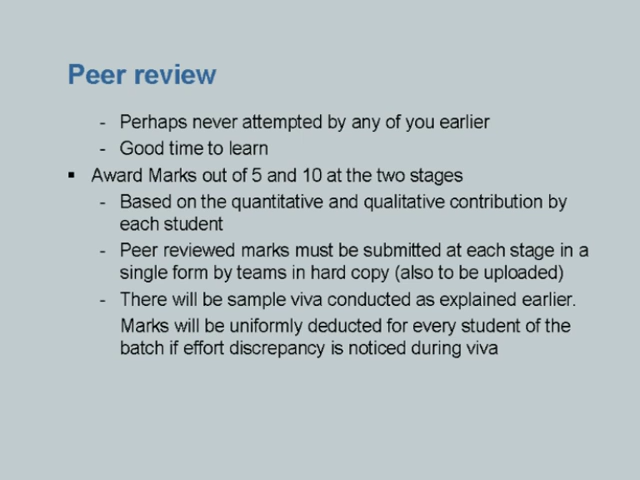 Peer review
- Perhaps never attempted by any of you earlier
- Good time to learn
▪ Award Marks out of 5 and 10 at the two stages
- Based on the quantitative and qualitative contribution by
each student
- Peer reviewed marks must be submitted at each stage in a
single form by teams in hard copy (also to be uploaded)
- There will be sample viva conducted as explained earlier.
Marks will be uniformly deducted for every student of the
batch if effort discrepancy is noticed during viva